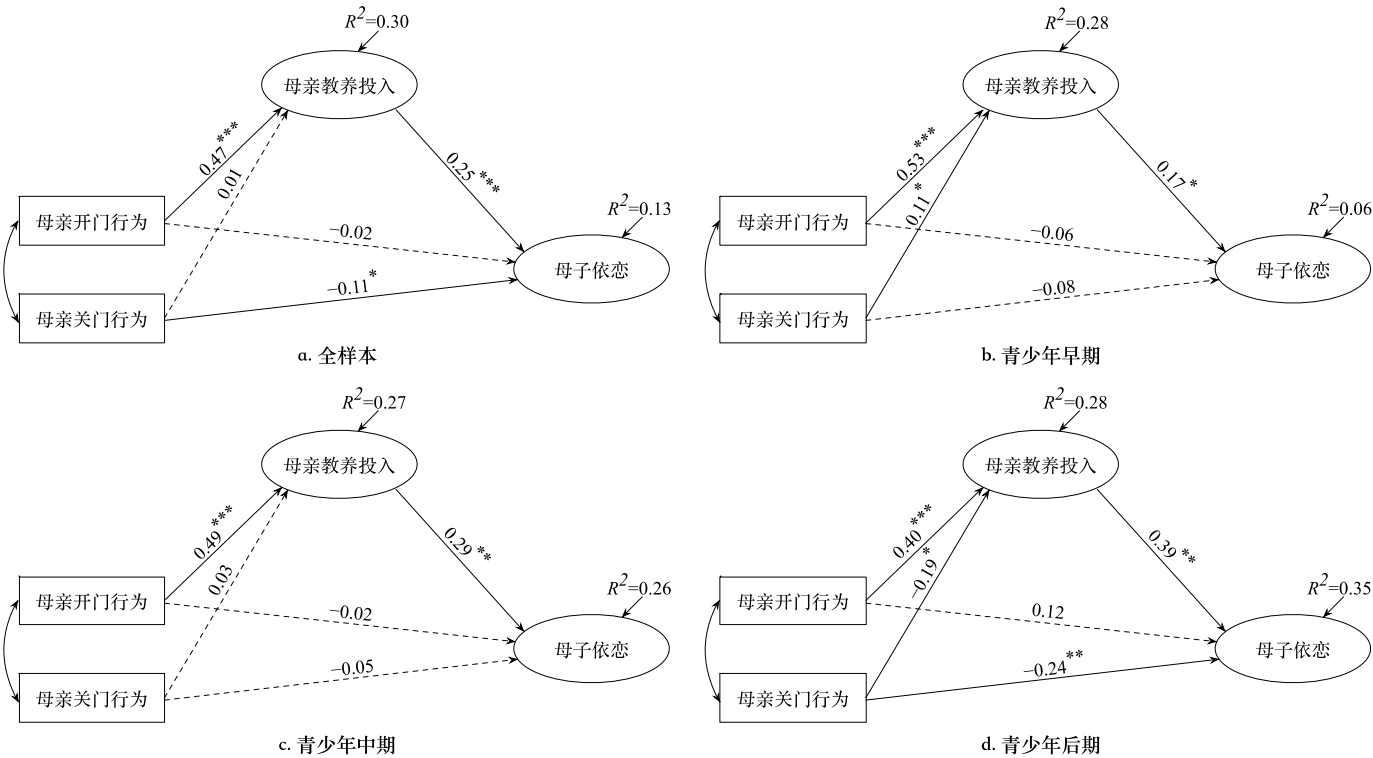 R²=0.30
母亲教养投入
0.47***
0.01
0.25***
R²=0.13
母亲开门行为
−0.02
母子依恋
−0.11*
母亲关门行为
a. 全样本
R²=0.28
母亲教养投入
0.53***
0.11*
0.17*
R²=0.06
母亲开门行为
−0.06
母子依恋
−0.08
母亲关门行为
b. 青少年早期
R²=0.27
母亲教养投入
0.49***
0.03
0.29**
R²=0.26
母亲开门行为
−0.02
母子依恋
−0.05
母亲关门行为
c. 青少年中期
R²=0.28
母亲教养投入
0.40***
−0.19*
0.39**
R²=0.35
母亲开门行为
0.12
母子依恋
−0.24**
母亲关门行为
d. 青少年后期